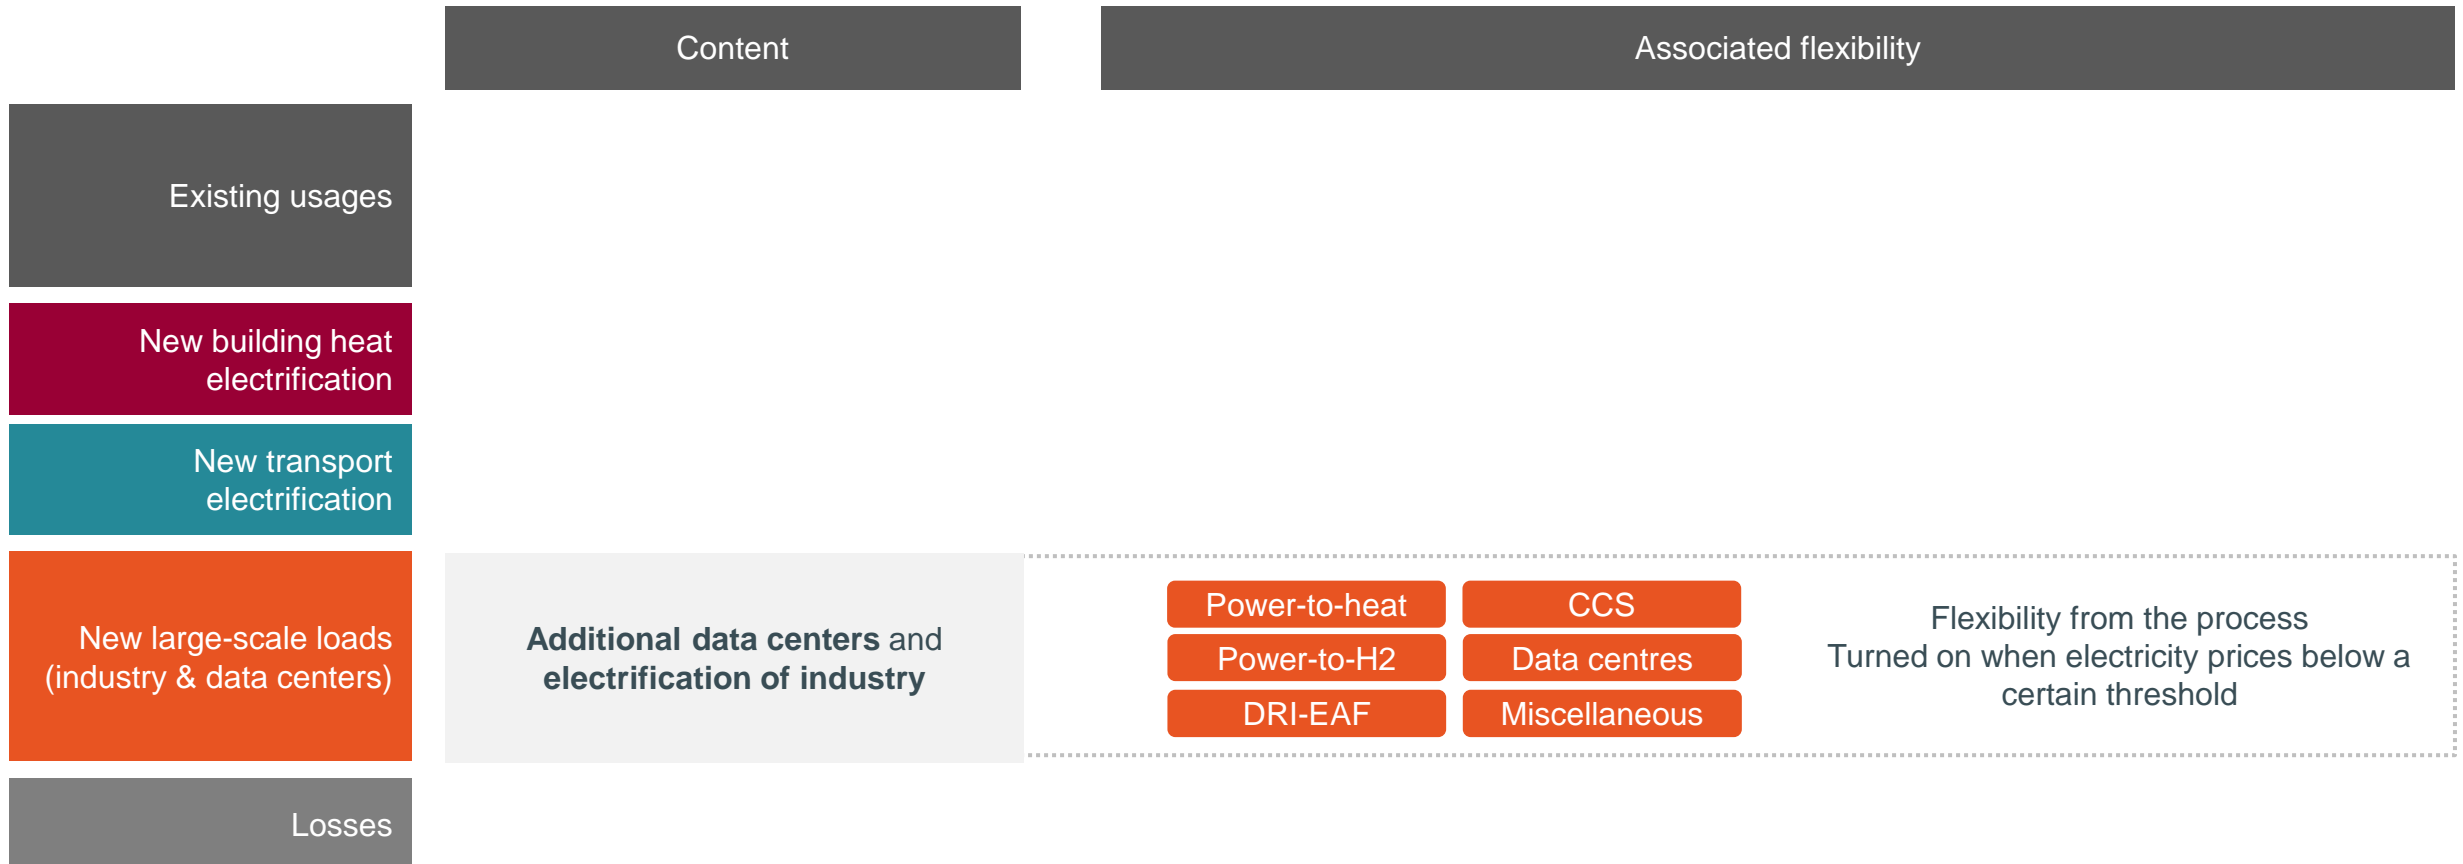 Content
Associated flexibility
Existing usages
New building heat
electrification
New transport
electrification
New large-scale loads
(industry & data centers)
Additional data centers and
electrification of industry
Power-to-heat
CCS
Power-to-H2
Data centres
DRI-EAF
Miscellaneous
Flexibility from the process
Turned on when electricity prices below a
certain threshold
Losses